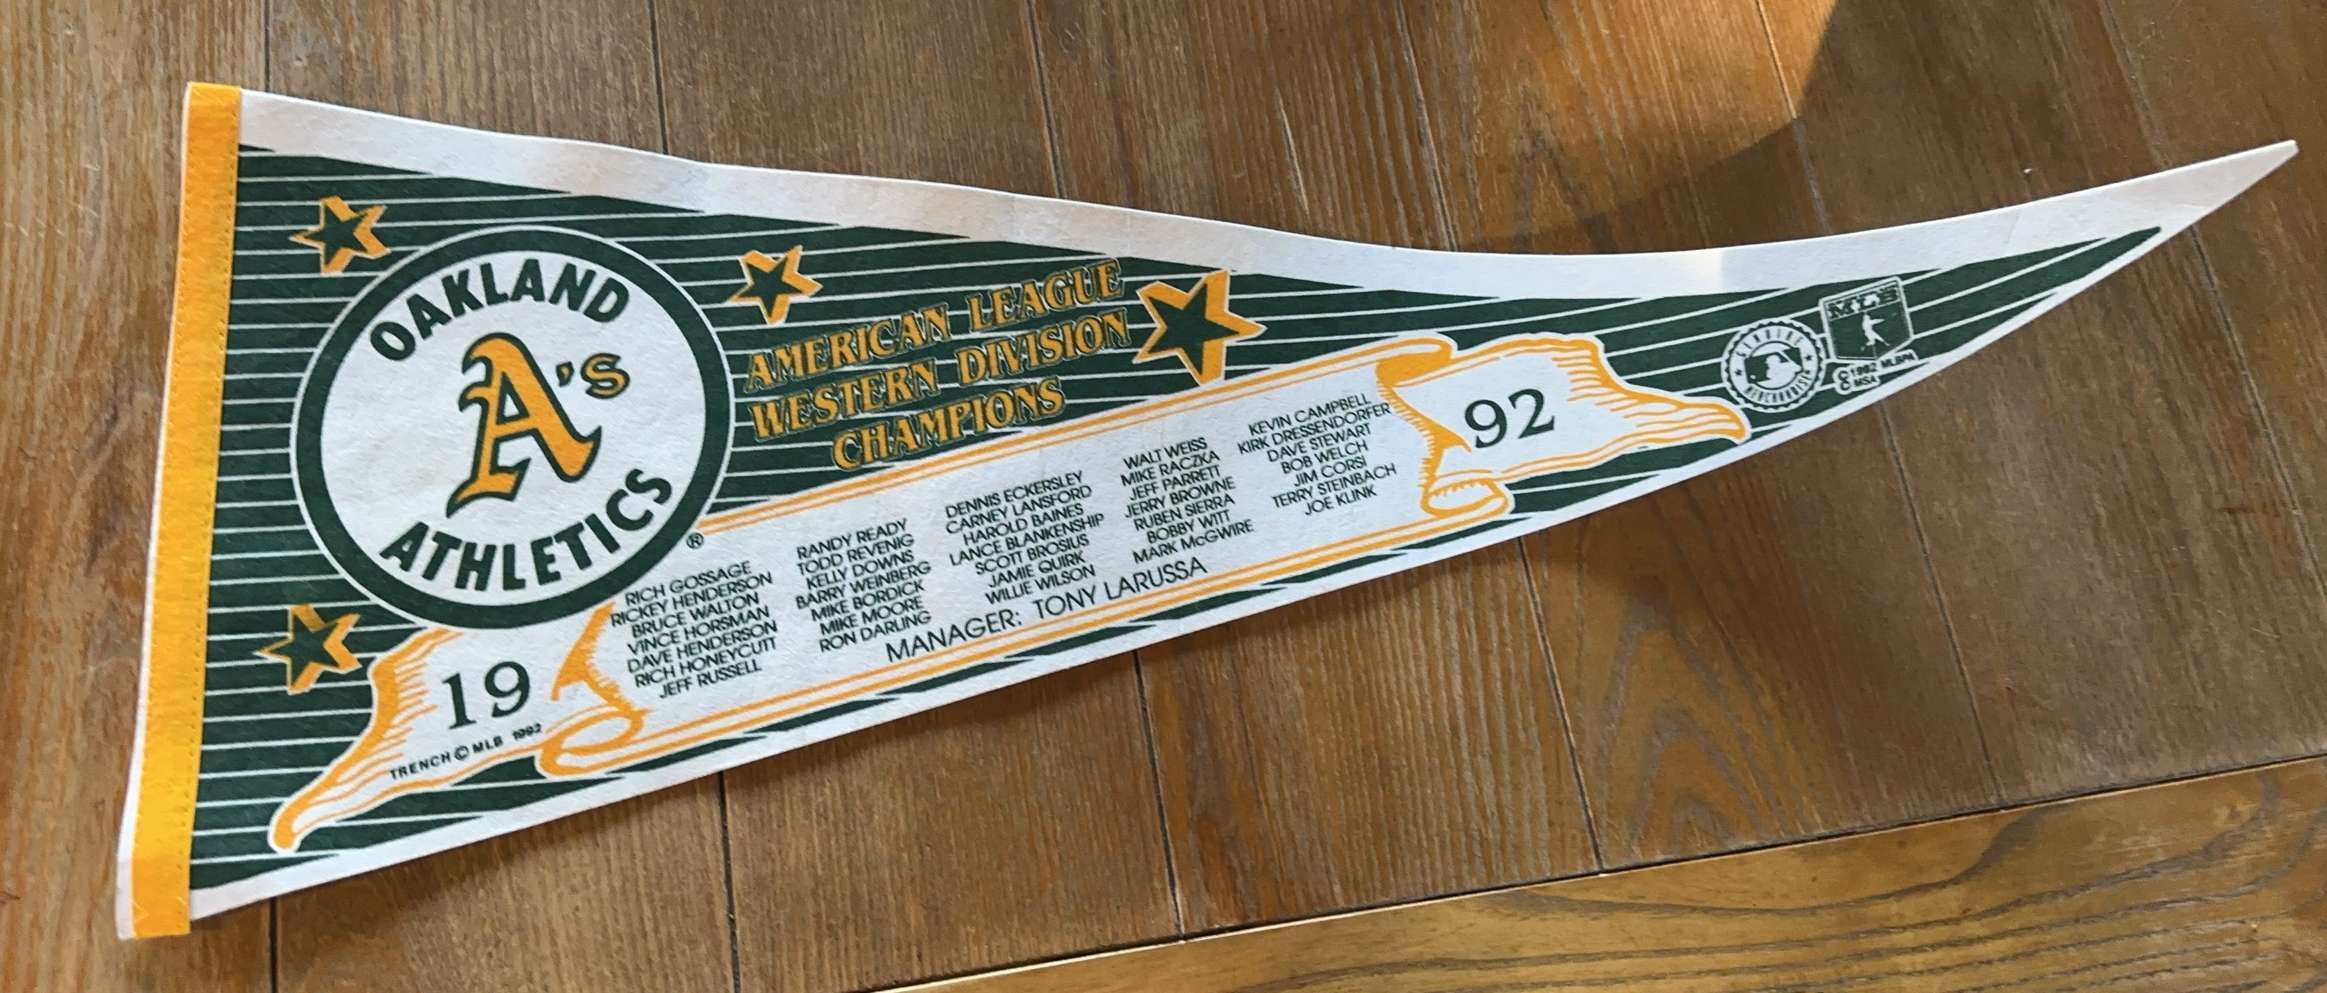 OAKLAND
A's
ATHLETICS
®
AMERICAN LEAGUE
WESTERN DIVISION
CHAMPIONS
19
TRENCH © MLB 1992
RICH GOSSAGE
RICKEY HENDERSON
BRUCE WALTON
VINCE HORSMAN
DAVE HENDERSON
RICH HONEYCUTT
JEFF RUSSELL
RANDY READY
TODD REVENIG
KELLY DOWNS
BARRY WEINBERG
MIKE BORDICK
MIKE MOORE
RON DARLING
DENNIS ECKERSLEY
CARNEY LANSFORD
HAROLD BAINES
LANCE BLANKENSHIP
SCOTT BROSIUS
JAMIE QUIRK
WILLIE WILSON
WALT WEISS
MIKE RACZKA
JEFF PARRETT
JERRY BROWNE
RUBEN SIERRA
BOBBY WITT
MARK McGWIRE
KEVIN CAMPBELL
KIRK DRESSENDORFER
DAVE STEWART
BOB WELCH
JIM CORSI
TERRY STEINBACH
JOE KLINK
MANAGER: TONY LARUSSA
92
GENUINE
MERCHANDISE
MLB
1992 MLBPA
MSA